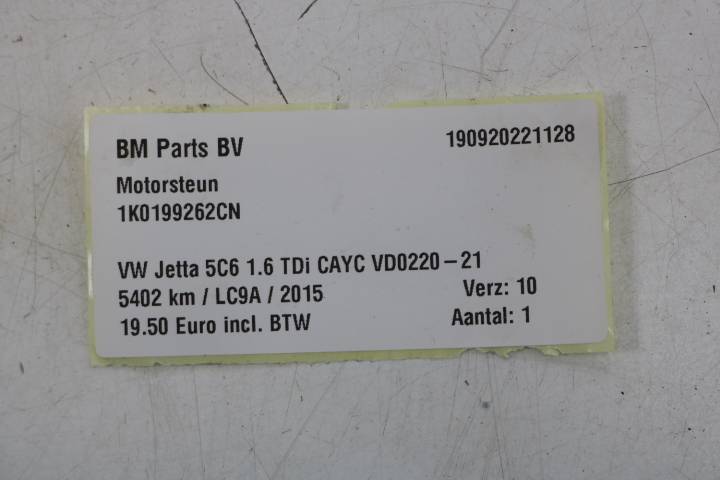 BM Parts BV 190920221128
Motorsteun
1K0199262CN
VW Jetta 5C6 1.6 TDi CAYC VD0220-21
5402 km / LC9A / 2015 Verz: 10
19.50 Euro incl. BTW Aantal: 1